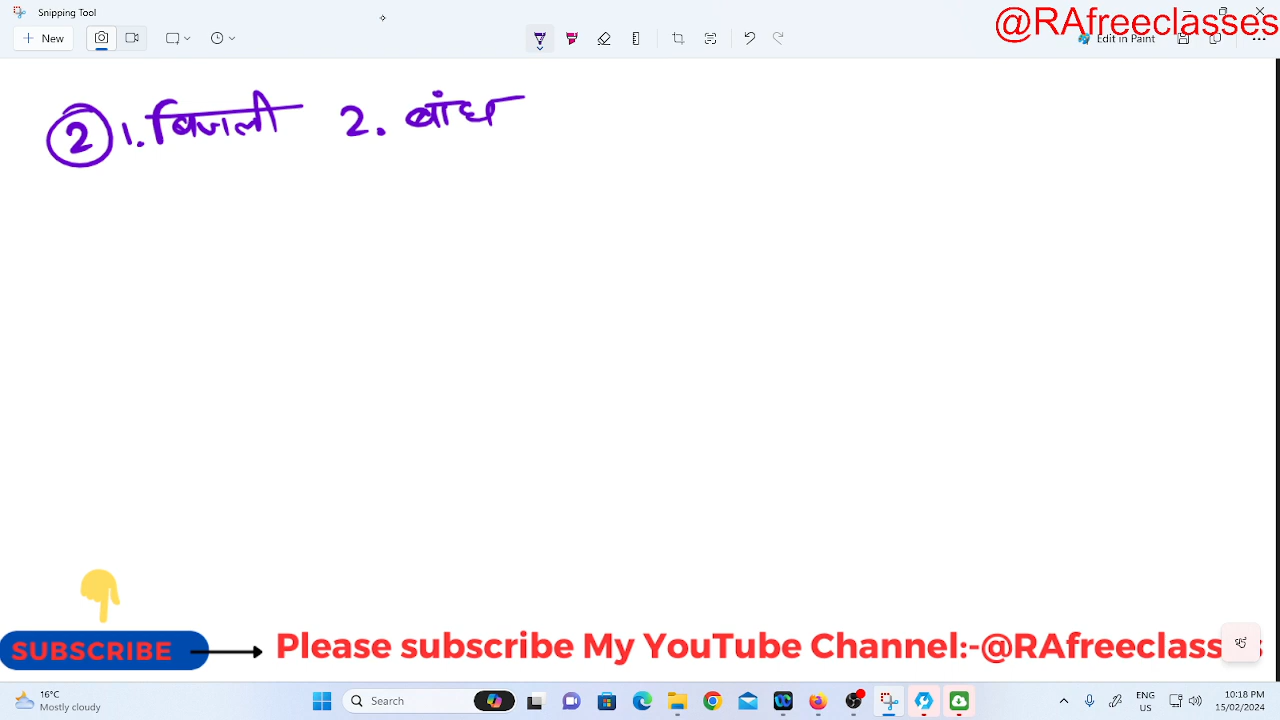 Snipping Tool
@RAfreeclasses
New
Edit in Paint
② 1. बिजली 2. बांध
SUBSCRIBE Please subscribe My YouTube Channel:-@RAfreeclasses
16°C
Mostly cloudy
Search
ENG
US
10:18 PM
15/02/2024